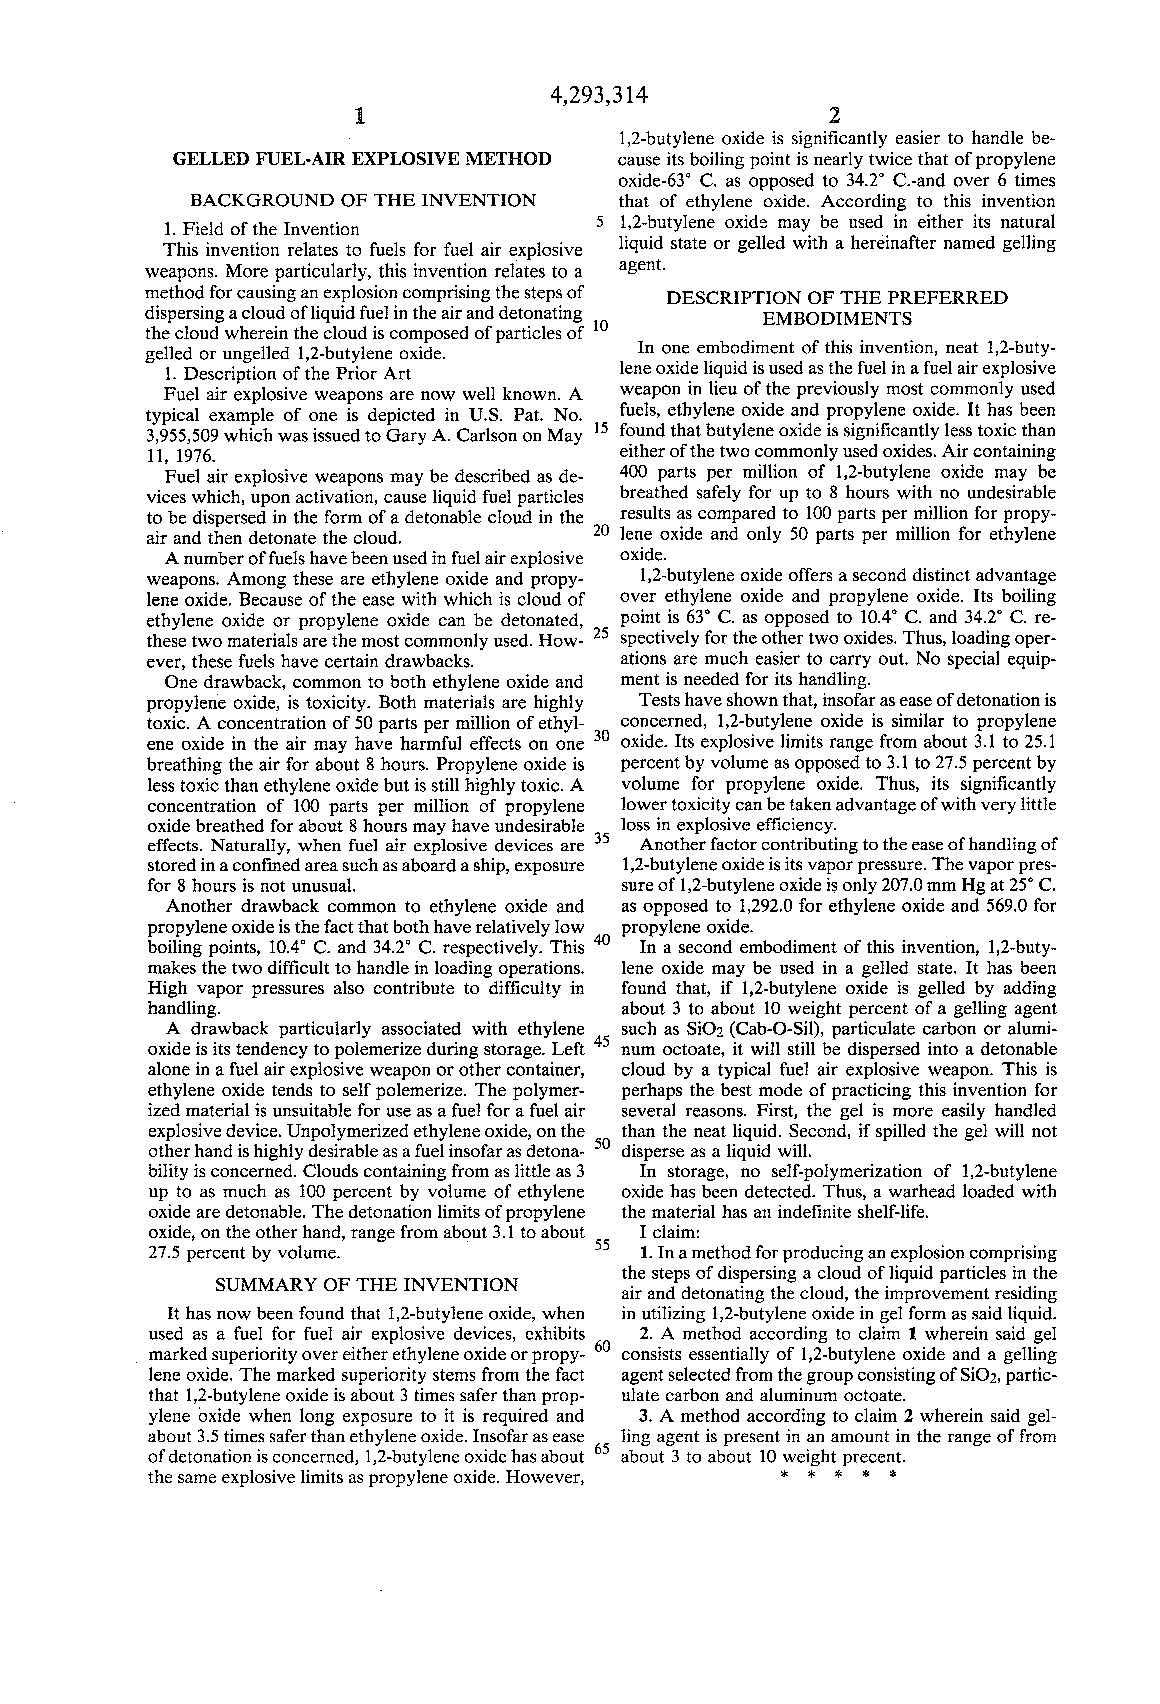 4,293,314
1
GELLED FUEL-AIR EXPLOSIVE METHOD
BACKGROUND OF THE INVENTION
1. Field of the Invention
This invention relates to fuels for fuel air explosive
weapons. More particularly, this invention relates to a
method for causing an explosion comprising the steps of
dispersing a cloud of liquid fuel in the air and detonating
the cloud wherein the cloud is composed of particles of
gelled or ungelled 1,2-butylene oxide.
1. Description of the Prior Art
Fuel air explosive weapons are now well known. A
typical example of one is depicted in U.S. Pat. No.
3,955,509 which was issued to Gary A. Carlson on May
11, 1976.
Fuel air explosive weapons may be described as de-
vices which, upon activation, cause liquid fuel particles
to be dispersed in the form of a detonable cloud in the
air and then detonate the cloud.
A number of fuels have been used in fuel air explosive
weapons. Among these are ethylene oxide and propy-
lene oxide. Because of the ease with which is cloud of
ethylene oxide or propylene oxide can be detonated,
these two materials are the most commonly used. How-
ever, these fuels have certain drawbacks.
One drawback, common to both ethylene oxide and
propylene oxide, is toxicity. Both materials are highly
toxic. A concentration of 50 parts per million of ethyl-
ene oxide in the air may have harmful effects on one
breathing the air for about 8 hours. Propylene oxide is
less toxic than ethylene oxide but is still highly toxic. A
concentration of 100 parts per million of propylene
oxide breathed for about 8 hours may have undesirable
effects. Naturally, when fuel air explosive devices are
stored in a confined area such as aboard a ship, exposure
for 8 hours is not unusual.
Another drawback common to ethylene oxide and
propylene oxide is the fact that both have relatively low
boiling points, 10.4° C. and 34.2° C. respectively. This
makes the two difficult to handle in loading operations.
High vapor pressures also contribute to difficulty in
handling.
A drawback particularly associated with ethylene
oxide is its tendency to polemerize during storage. Left
alone in a fuel air explosive weapon or other container,
ethylene oxide tends to self polemerize. The polymer-
ized material is unsuitable for use as a fuel for a fuel air
explosive device. Unpolymerized ethylene oxide, on the
other hand is highly desirable as a fuel insofar as detona-
bility is concerned. Clouds containing from as little as 3
up to as much as 100 percent by volume of ethylene
oxide are detonable. The detonation limits of propylene
oxide, on the other hand, range from about 3.1 to about
27.5 percent by volume.
SUMMARY OF THE INVENTION
It has now been found that 1,2-butylene oxide, when
used as a fuel for fuel air explosive devices, exhibits
marked superiority over either ethylene oxide or propy-
lene oxide. The marked superiority stems from the fact
that 1,2-butylene oxide is about 3 times safer than prop-
ylene oxide when long exposure to it is required and
about 3.5 times safer than ethylene oxide. Insofar as ease
of detonation is concerned, 1,2-butylene oxide has about
the same explosive limits as propylene oxide. However,
2
1,2-butylene oxide is significantly easier to handle be-
cause its boiling point is nearly twice that of propylene
oxide-63° C. as opposed to 34.2° C.-and over 6 times
that of ethylene oxide. According to this invention
5 1,2-butylene oxide may be used in either its natural
liquid state or gelled with a hereinafter named gelling
agent.
DESCRIPTION OF THE PREFERRED
EMBODIMENTS
10
In one embodiment of this invention, neat 1,2-buty-
lene oxide liquid is used as the fuel in a fuel air explosive
weapon in lieu of the previously most commonly used
fuels, ethylene oxide and propylene oxide. It has been
15 found that butylene oxide is significantly less toxic than
either of the two commonly used oxides. Air containing
400 parts per million of 1,2-butylene oxide may be
breathed safely for up to 8 hours with no undesirable
results as compared to 100 parts per million for propy-
20 lene oxide and only 50 parts per million for ethylene
oxide.
1,2-butylene oxide offers a second distinct advantage
over ethylene oxide and propylene oxide. Its boiling
point is 63° C. as opposed to 10.4° C. and 34.2° C. re-
25 spectively for the other two oxides. Thus, loading oper-
ations are much easier to carry out. No special equip-
ment is needed for its handling.
Tests have shown that, insofar as ease of detonation is
concerned, 1,2-butylene oxide is similar to propylene
30 oxide. Its explosive limits range from about 3.1 to 25.1
percent by volume as opposed to 3.1 to 27.5 percent by
volume for propylene oxide. Thus, its significantly
lower toxicity can be taken advantage of with very little
loss in explosive efficiency.
35 Another factor contributing to the ease of handling of
1,2-butylene oxide is its vapor pressure. The vapor pres-
sure of 1,2-butylene oxide is only 207.0 mm Hg at 25° C.
as opposed to 1,292.0 for ethylene oxide and 569.0 for
propylene oxide.
40 In a second embodiment of this invention, 1,2-buty-
lene oxide may be used in a gelled state. It has been
found that, if 1,2-butylene oxide is gelled by adding
about 3 to about 10 weight percent of a gelling agent
such as SiO2 (Cab-O-Sil), particulate carbon or alumi-
45 num octoate, it will still be dispersed into a detonable
cloud by a typical fuel air explosive weapon. This is
perhaps the best mode of practicing this invention for
several reasons. First, the gel is more easily handled
than the neat liquid. Second, if spilled the gel will not
50 disperse as a liquid will.
In storage, no self-polymerization of 1,2-butylene
oxide has been detected. Thus, a warhead loaded with
the material has an indefinite shelf-life.
I claim:
55 1. In a method for producing an explosion comprising
the steps of dispersing a cloud of liquid particles in the
air and detonating the cloud, the improvement residing
in utilizing 1,2-butylene oxide in gel form as said liquid.
2. A method according to claim 1 wherein said gel
60 consists essentially of 1,2-butylene oxide and a gelling
agent selected from the group consisting of SiO2, partic-
ulate carbon and aluminum octoate.
3. A method according to claim 2 wherein said gel-
ling agent is present in an amount in the range of from
65 about 3 to about 10 weight precent.
* * * * *